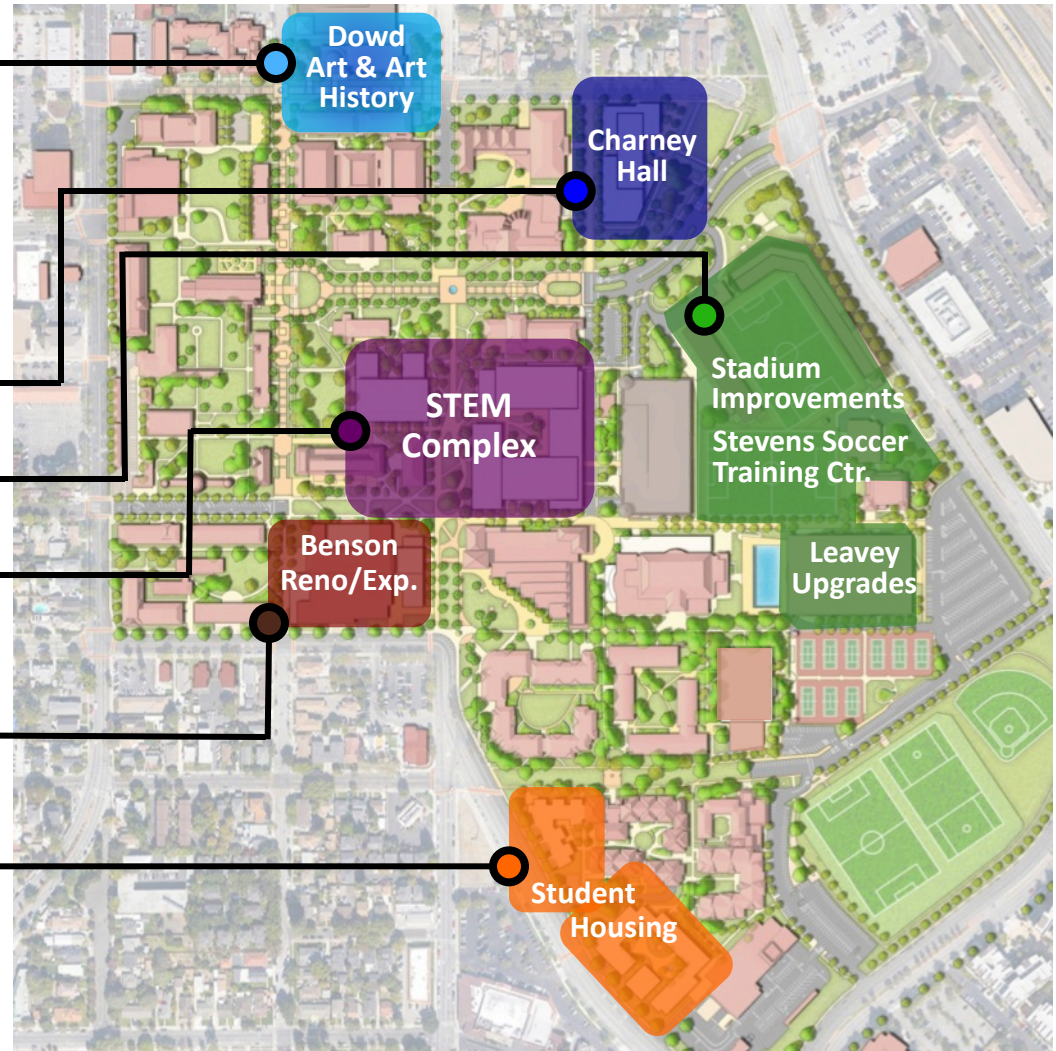 Dowd
Art & Art
History
Charney
Hall
Stadium
Improvements
Stevens Soccer
Training Ctr.
STEM
Complex
Benson
Reno/Exp.
Leavey
Upgrades
Student
Housing